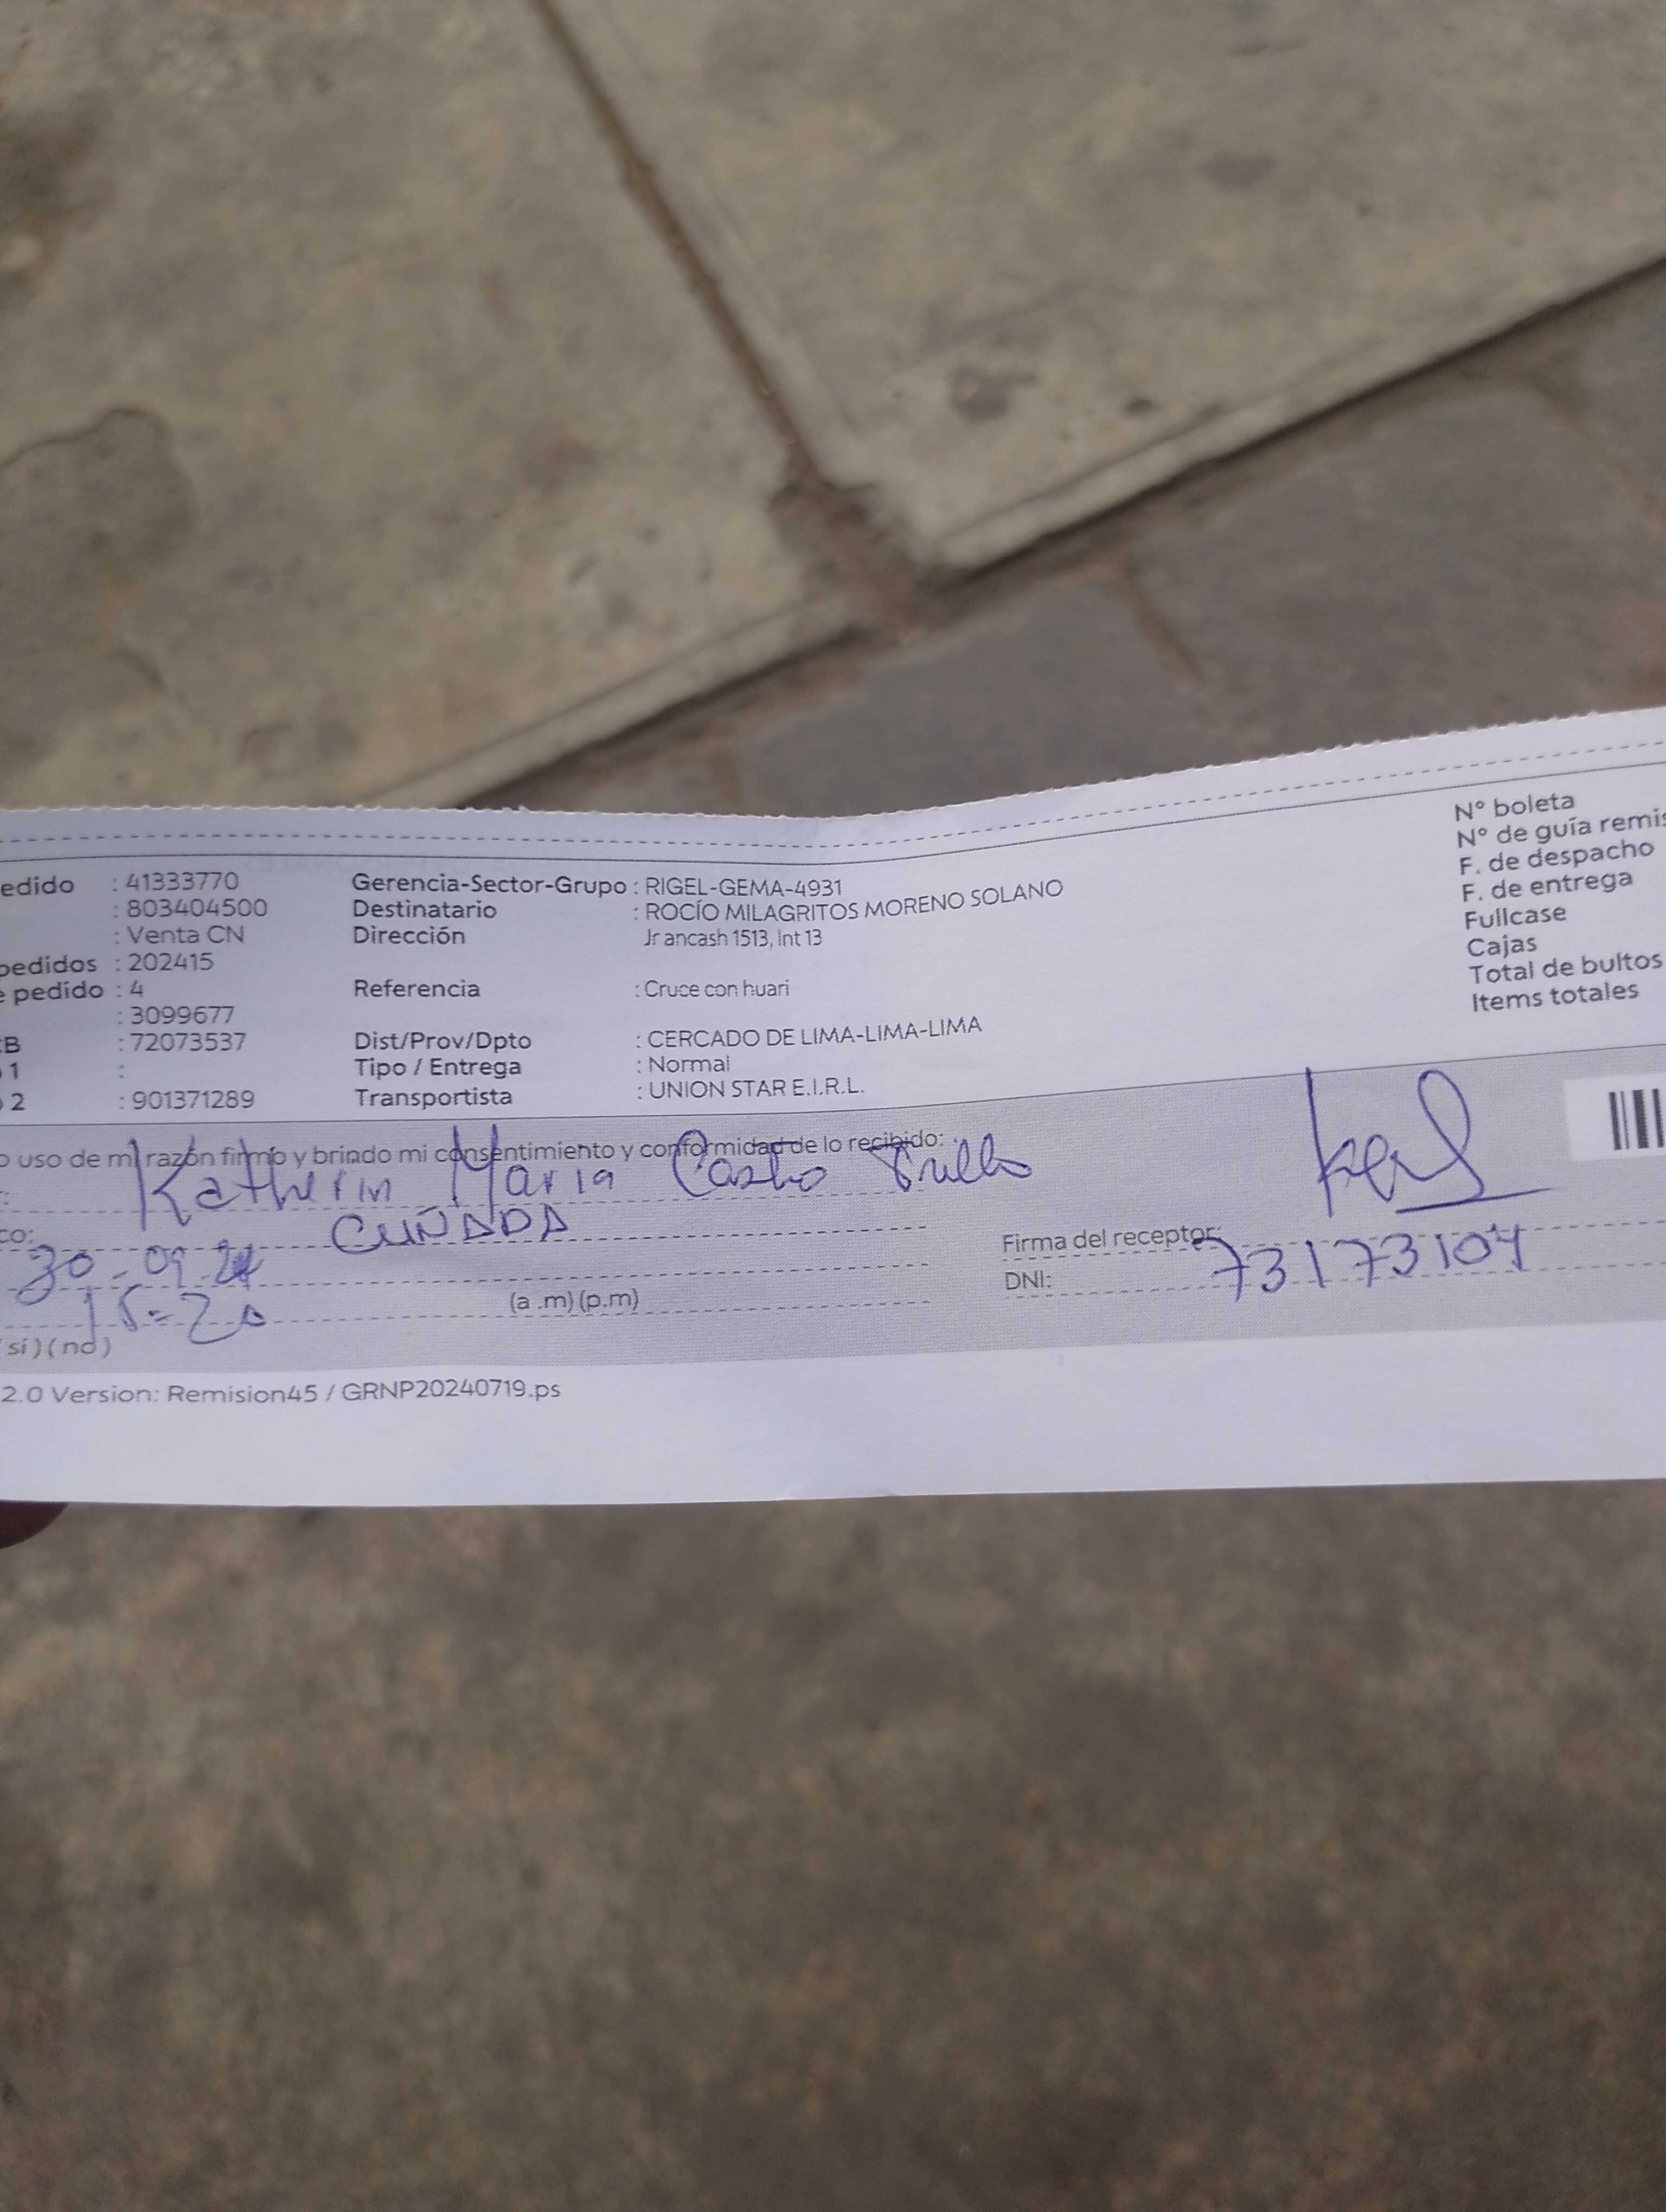 edido : 41333770 Gerencia-Sector-Grupo : RIGEL-GEMA-4931 Nº boleta
: 803404500 Destinatario : ROCÍO MILAGRITOS MORENO SOLANO Nº de guía remis
: Venta CN Dirección Jr ancash 1513, Int 13 F. de despacho
pedidos : 202415 F. de entrega
e pedido : 4 Referencia : Cruce con huari Fullcase
: 3099677 Cajas
CB : 72073537 Dist/Prov/Dpto : CERCADO DE LIMA-LIMA-LIMA Total de bultos
o 1 : Tipo / Entrega : Normal Items totales
o 2 : 901371289 Transportista : UNION STAR E.I.R.L.
o uso de mi razón firmo y brindo mi consentimiento y conformidad de lo recibido:
: Katherin Maria Castro
co: CUÑADA
30-09-24 Firma del receptor:
15:20 (a .m) (p.m) DNI: 73173104
( si ) ( no )
2.0 Version: Remision45 / GRNP20240719.ps